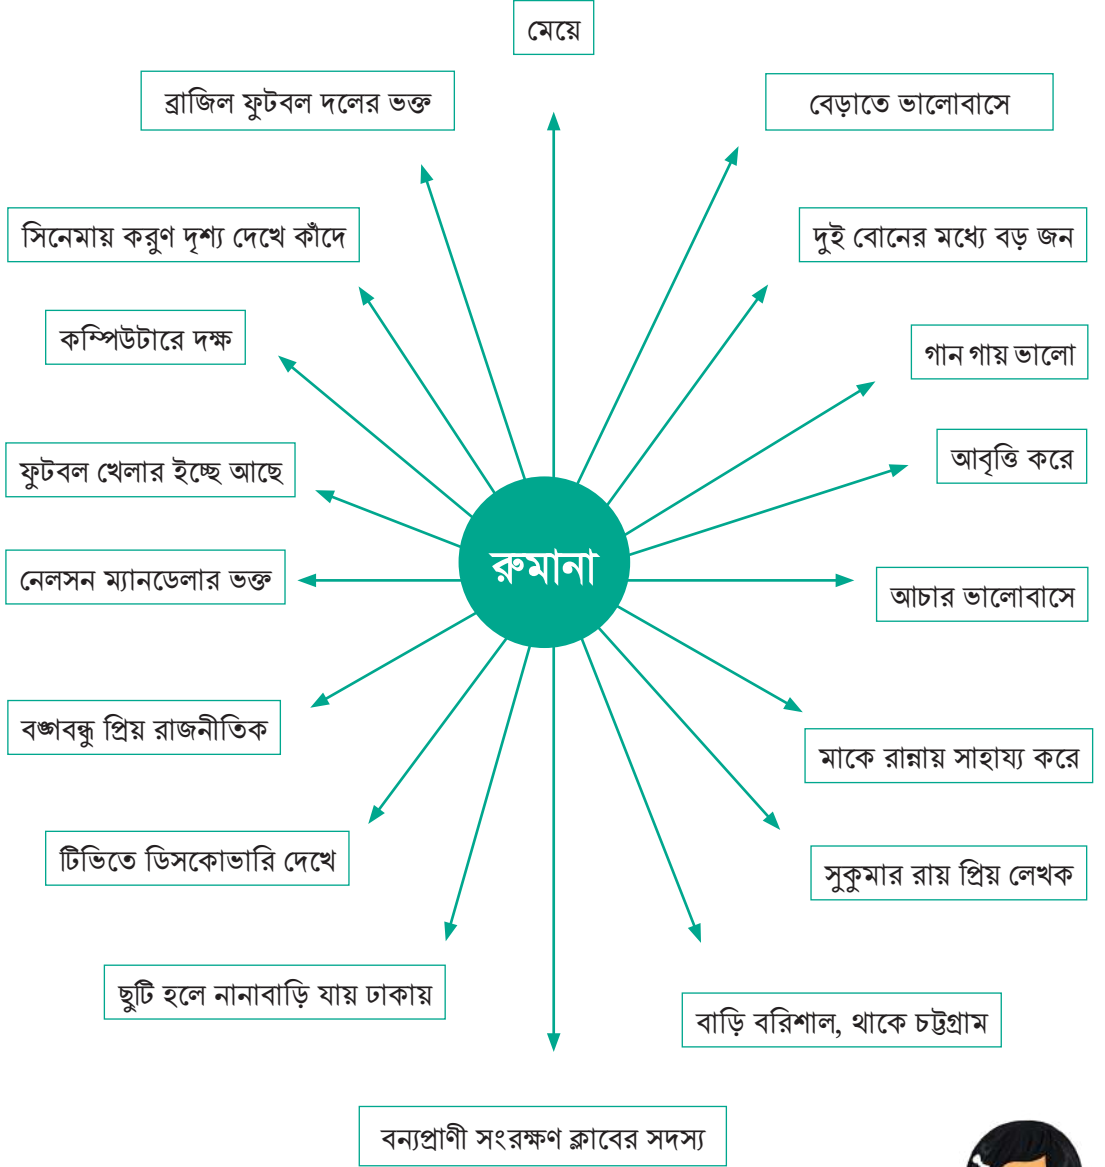 মেয়ে
ব্রাজিল ফুটবল দলের ভক্ত
বেড়াতে ভালোবাসে
সিনেমায় করুণ দৃশ্য দেখে কাঁদে
দুই বোনের মধ্যে বড় জন
কম্পিউটারে দক্ষ
গান গায় ভালো
ফুটবল খেলার ইচ্ছে আছে
আবৃত্তি করে
রুমানা
নেলসন ম্যানডেলার ভক্ত
আচার ভালোবাসে
বঙ্গবন্ধু প্রিয় রাজনীতিক
মাকে রান্নায় সাহায্য করে
টিভিতে ডিসকোভারি দেখে
সুকুমার রায় প্রিয় লেখক
ছুটি হলে নানাবাড়ি যায় ঢাকায়
বাড়ি বরিশাল, থাকে চট্টগ্রাম
বন্যপ্রাণী সংরক্ষণ ক্লাবের সদস্য